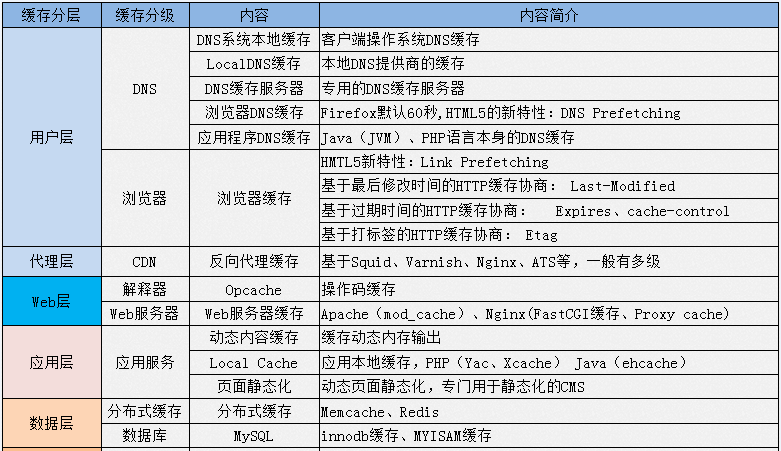 缓存分层 缓存分级 内容 内容简介
用户层 DNS DNS系统本地缓存 客户端操作系统DNS缓存
LocalDNS缓存 本地DNS提供商的缓存
DNS缓存服务器 专用的DNS缓存服务器
浏览器DNS缓存 Firefox默认60秒,HTML5的新特性：DNS Prefetching
应用程序DNS缓存 Java（JVM）、PHP语言本身的DNS缓存
浏览器 浏览器缓存 HMTL5新特性：Link Prefetching
基于最后修改时间的HTTP缓存协商： Last-Modified
基于过期时间的HTTP缓存协商： Expires、cache-control
基于打标签的HTTP缓存协商： Etag
代理层 CDN 反向代理缓存 基于Squid、Varnish、Nginx、ATS等，一般有多级
Web层 解释器 Opcache 操作码缓存
Web服务器 Web服务器缓存 Apache（mod_cache）、Nginx(FastCGI缓存、Proxy cache)
应用层 应用服务 动态内容缓存 缓存动态内存输出
Local Cache 应用本地缓存，PHP（Yac、Xcache） Java（ehcache）
页面静态化 动态页面静态化，专门用于静态化的CMS
数据层 分布式缓存 分布式缓存 Memcache、Redis
数据库 MySQL innodb缓存、MYISAM缓存